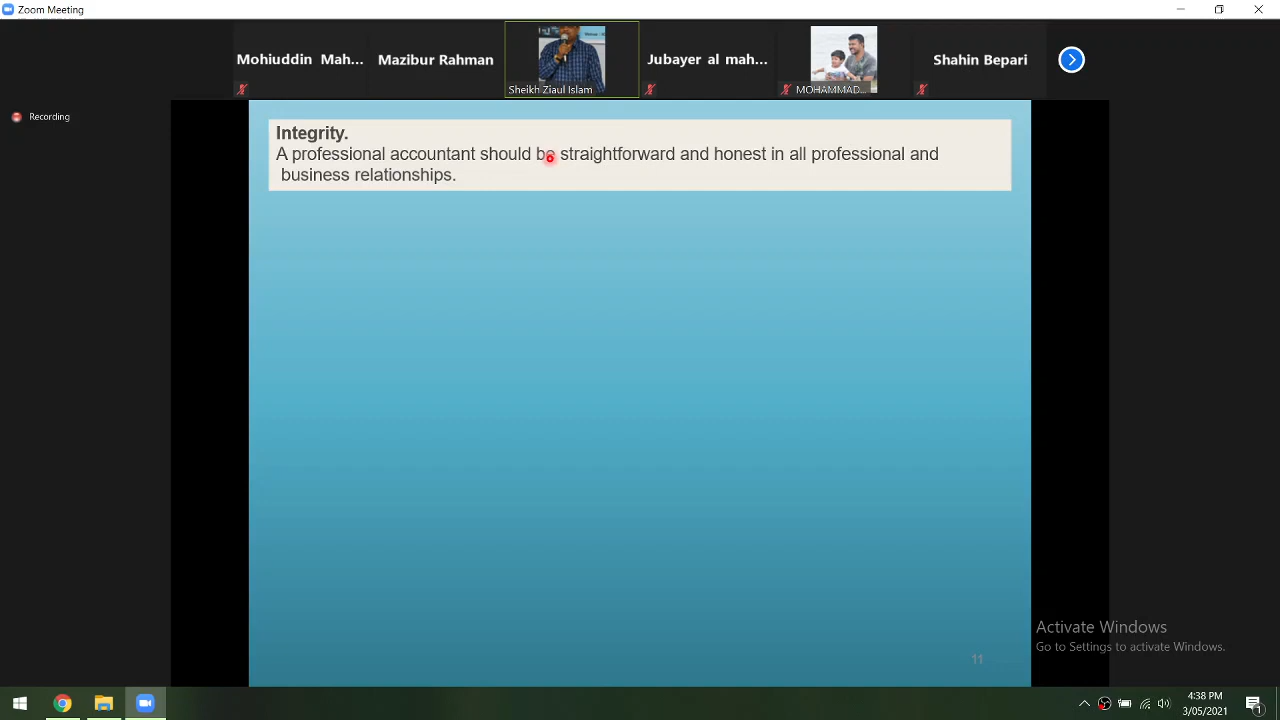 Zoom Meeting
Mohiuddin Mah...
Mazibur Rahman
Sheikh Ziaul Islam
Jubayer al mah...
MOHAMMAD...
Shahin Bepari
Recording
Integrity.
A professional accountant should be straightforward and honest in all professional and
business relationships.
11
Activate Windows
Go to Settings to activate Windows.
4:38 PM
3/05/2021
1